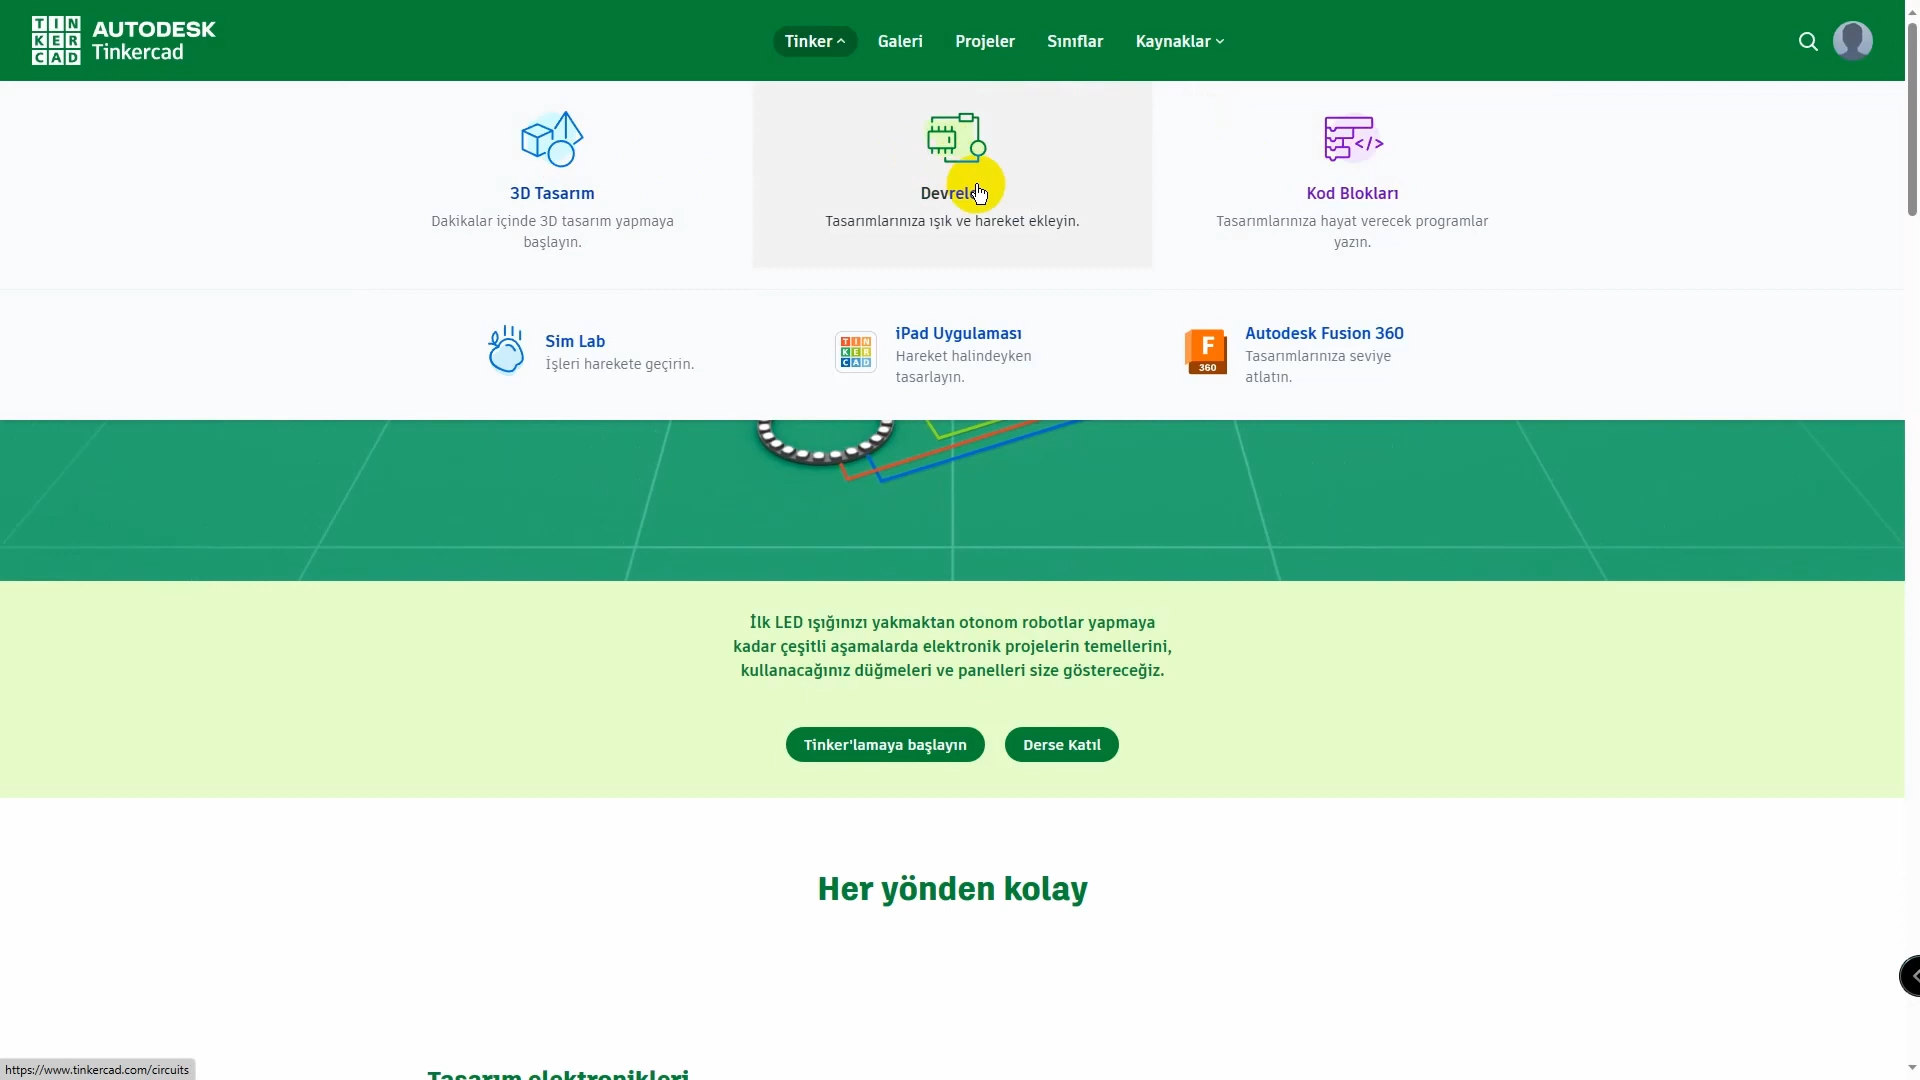 TINKERCAD
AUTODESK
Tinkercad
Tinker
Galeri
Projeler
Sınıflar
Kaynaklar
3D Tasarım
Dakikalar içinde 3D tasarım yapmaya
başlayın.
Tasarımlarınıza ışık ve hareket ekleyin.
Kod Blokları
Tasarımlarınıza hayat verecek programlar
yazın.
Sim Lab
İşleri harekete geçirin.
TINKERCAD
iPad Uygulaması
Hareket halindeyken
tasarlayın.
F
360
Autodesk Fusion 360
Tasarımlarınıza seviye
atlatın.
İlk LED ışığınızı yakmaktan otonom robotlar yapmaya
kadar çeşitli aşamalarda elektronik projelerin temellerini,
kullanacağınız düğmeleri ve panelleri size göstereceğiz.
Tinker'lamaya başlayın
Derse Katıl
Her yönden kolay
Tasarım elektronikleri
https://www.tinkercad.com/circuits